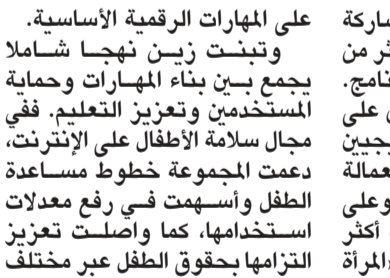 على المهارات الرقمية الأساسية.
وتبنت زين نهجا شاملا
يجمع بين بناء المهارات وحماية
المستخدمين وتعزيز التعليم. ففي
مجال سلامة الأطفال على الإنترنت،
دعمت المجموعة خطوط مساعدة
الطفل وأسهمت في رفع معدلات
استخدامها، كما واصلت تعزيز
التزامها بحقوق الطفل عبر مختلف